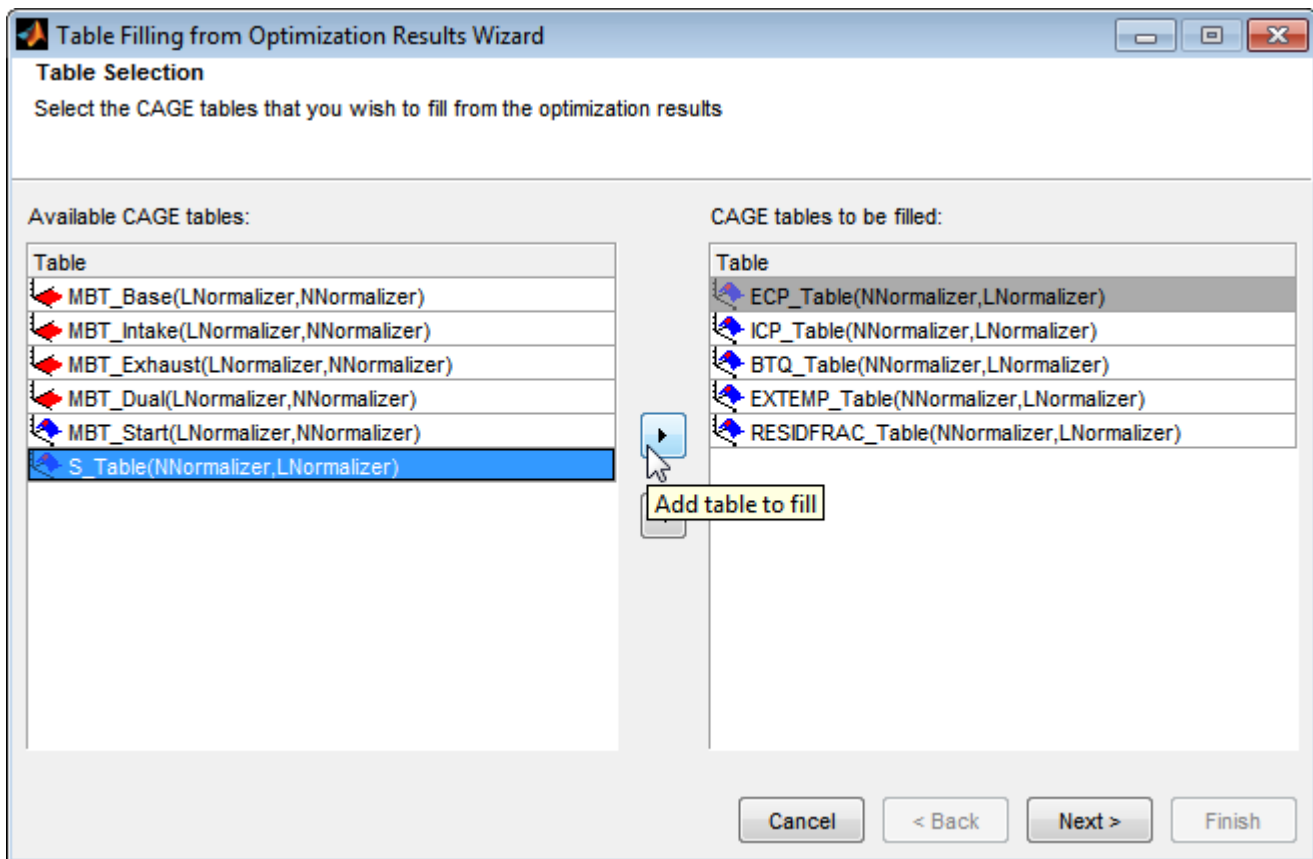 Table Filling from Optimization Results Wizard
Table Selection
Select the CAGE tables that you wish to fill from the optimization results
Available CAGE tables:
Table
MBT_Base(LNormalizer,NNormalizer)
MBT_Intake(LNormalizer,NNormalizer)
MBT_Exhaust(LNormalizer,NNormalizer)
MBT_Dual(LNormalizer,NNormalizer)
MBT_Start(LNormalizer,NNormalizer)
S_Table(NNormalizer,LNormalizer)
Add table to fill
CAGE tables to be filled:
Table
ECP_Table(NNormalizer,LNormalizer)
ICP_Table(NNormalizer,LNormalizer)
BTQ_Table(NNormalizer,LNormalizer)
EXTEMP_Table(NNormalizer,LNormalizer)
RESIDFRAC_Table(NNormalizer,LNormalizer)
Cancel
< Back
Next >
Finish